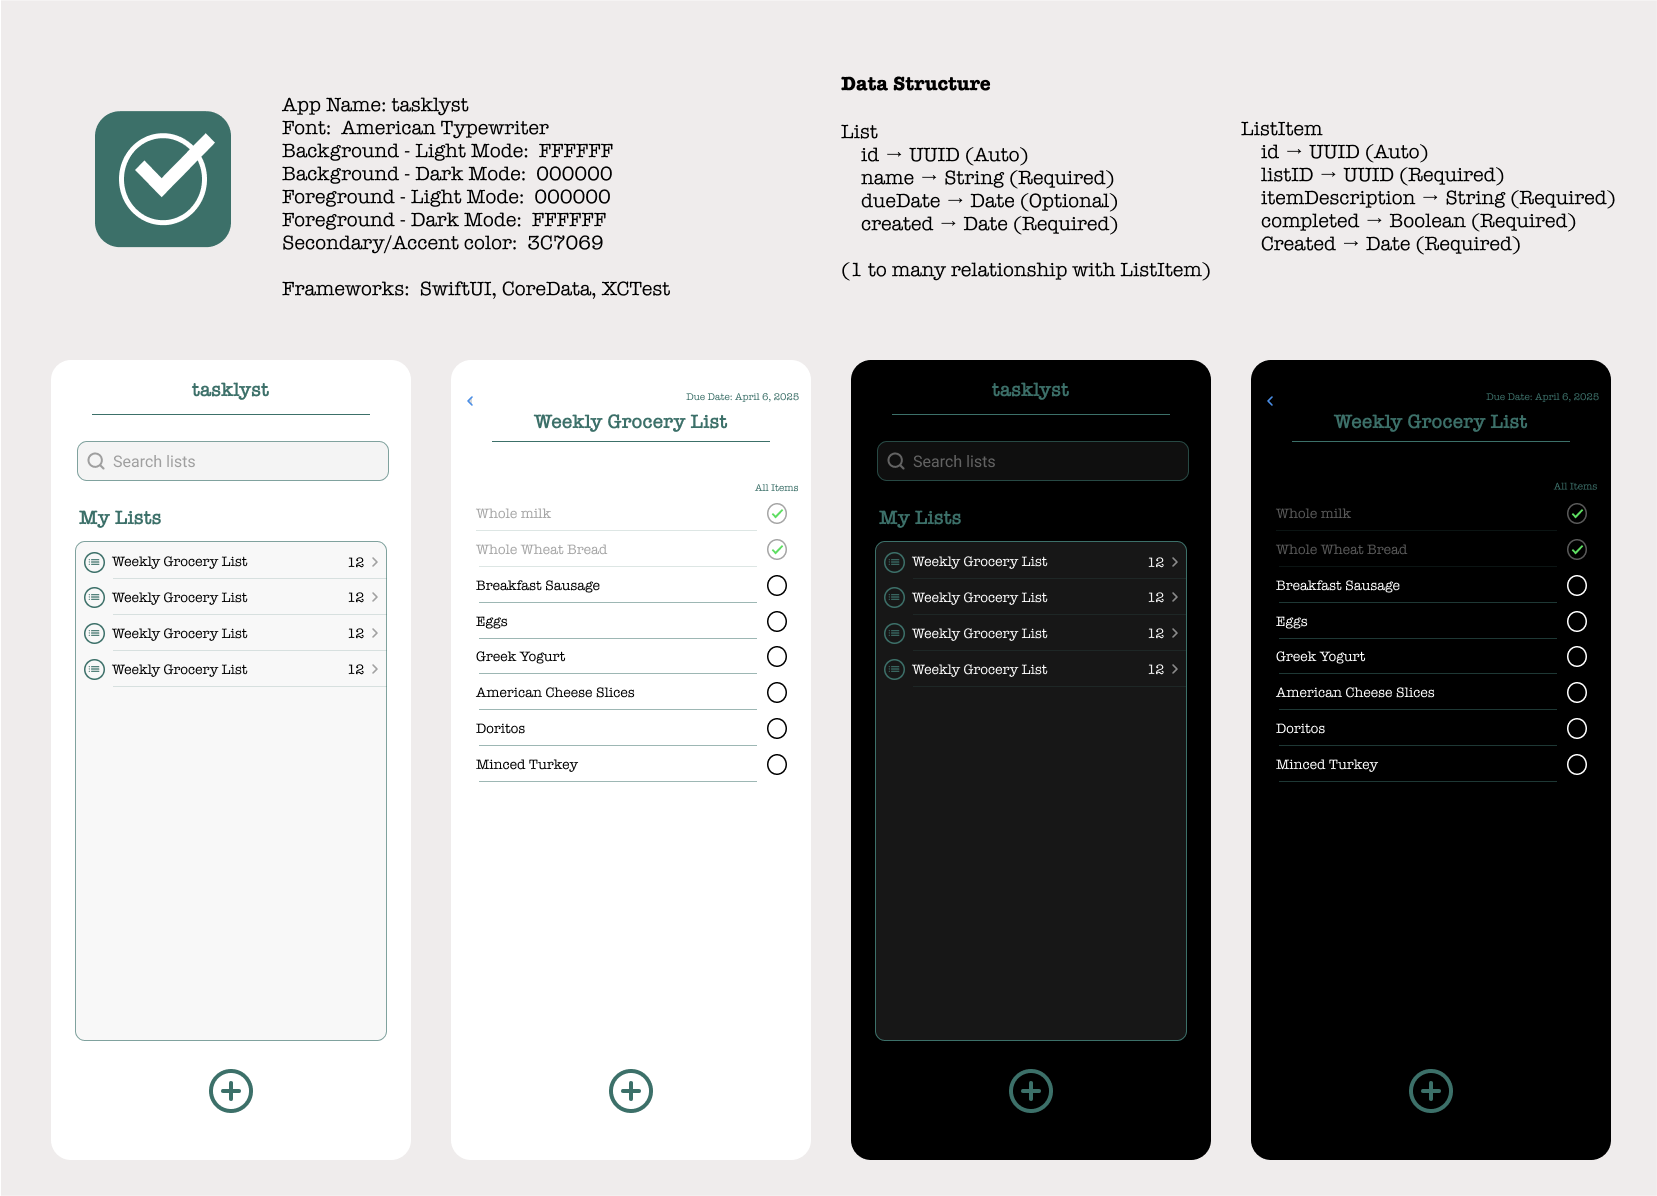 App Name: tasklyst
Font:  American Typewriter
Background - Light Mode:  FFFFFF
Background - Dark Mode:  000000
Foreground - Light Mode:  000000
Foreground - Dark Mode:  FFFFFF
Secondary/Accent color:  3C7069
Frameworks:  SwiftUI, CoreData, XCTest
Data Structure
List
id → UUID (Auto)
name → String (Required)
dueDate → Date (Optional)
created → Date (Required)
(1 to many relationship with ListItem)
ListItem
id → UUID (Auto)
listID → UUID (Required)
itemDescription → String (Required)
completed → Boolean (Required)
Created → Date (Required)
tasklyst
Search lists
My Lists
Weekly Grocery List 12
Weekly Grocery List 12
Weekly Grocery List 12
Weekly Grocery List 12
Due Date: April 6, 2025
Weekly Grocery List
All Items
Whole milk
Whole Wheat Bread
Breakfast Sausage
Eggs
Greek Yogurt
American Cheese Slices
Doritos
Minced Turkey
tasklyst
Search lists
My Lists
Weekly Grocery List 12
Weekly Grocery List 12
Weekly Grocery List 12
Weekly Grocery List 12
Due Date: April 6, 2025
Weekly Grocery List
All Items
Whole milk
Whole Wheat Bread
Breakfast Sausage
Eggs
Greek Yogurt
American Cheese Slices
Doritos
Minced Turkey